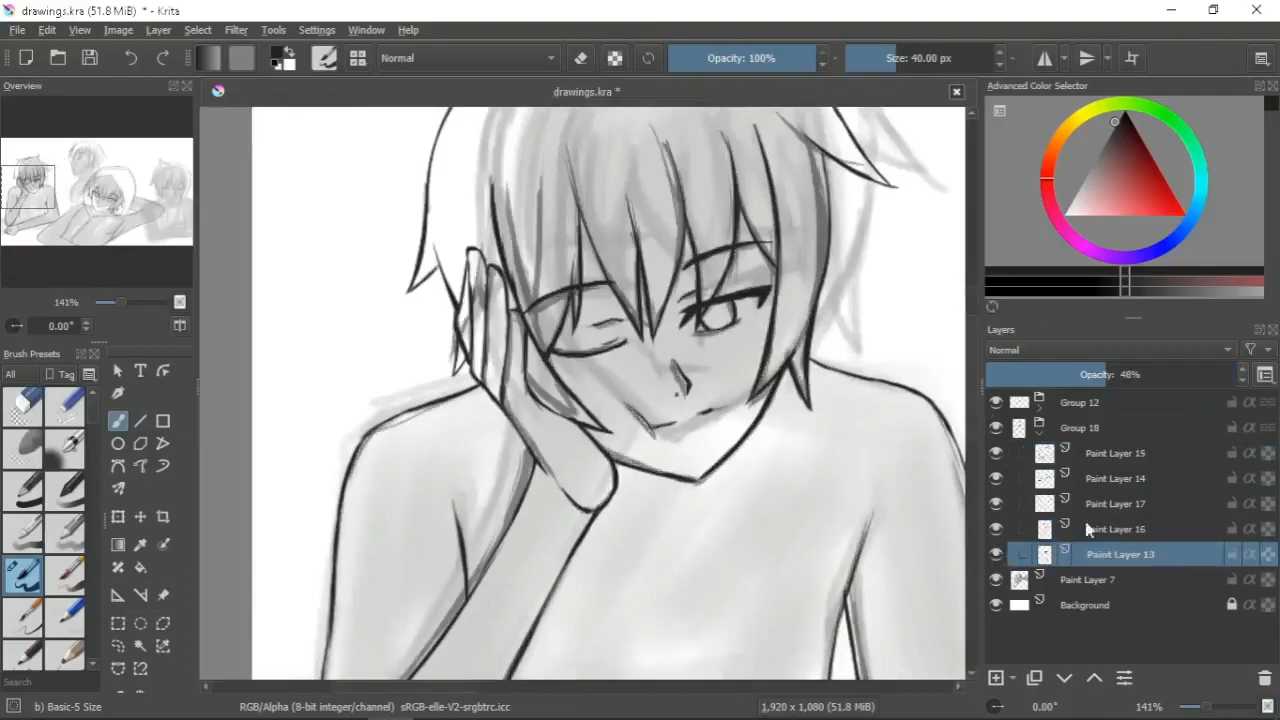 drawings.kra (51.8 MiB) * - Krita
File Edit View Image Layer Select Filter Tools Settings Window Help
Normal Opacity: 100% Size: 40.00 px
Overview
drawings.kra *
Advanced Color Selector
141%
0.00°
Brush Presets
All Tag
Search
Layers
Normal
Opacity: 48%
Group 12
Group 18
Paint Layer 15
Paint Layer 14
Paint Layer 17
Paint Layer 16
Paint Layer 13
Paint Layer 7
Background
b) Basic-5 Size RGB/Alpha (8-bit integer/channel) sRGB-elle-V2-srgbtrc.icc 1,920 x 1,080 (51.8 MiB) 0.00° 141%